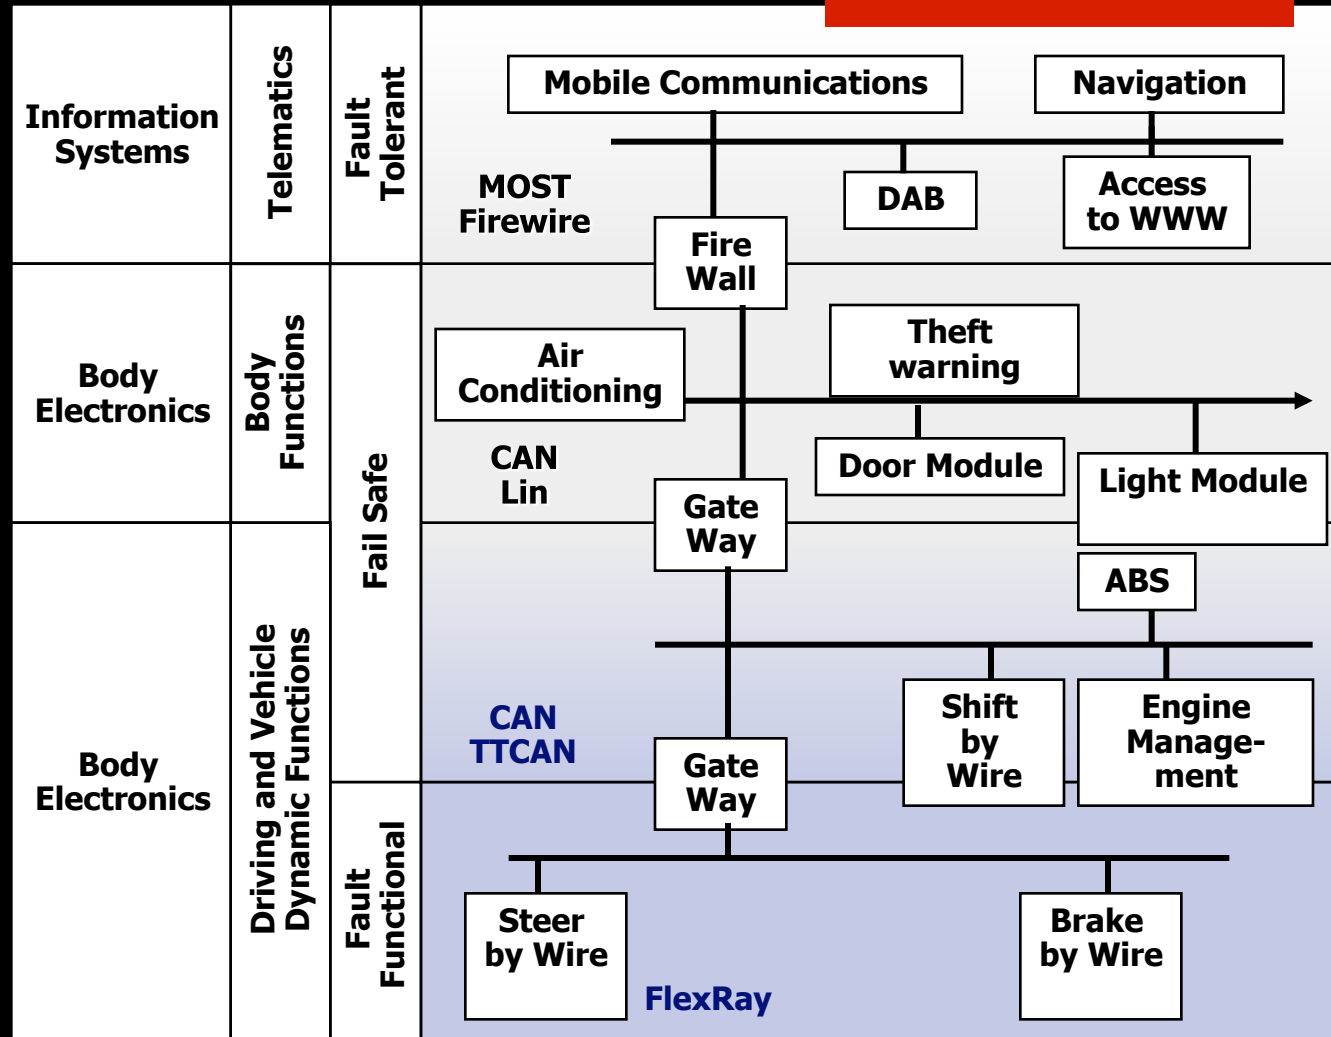 Information
Systems
Telematics
Fault
Tolerant
Mobile Communications
Navigation
MOST
Firewire
DAB
Access
to WWW
Fire
Wall
Body
Electronics
Body
Functions
Fail Safe
Air
Conditioning
Theft
warning
CAN
Lin
Door Module
Light Module
Gate
Way
Body
Electronics
Driving and Vehicle
Dynamic Functions
ABS
CAN
TTCAN
Shift
by
Wire
Engine
Manage-
ment
Gate
Way
Fault
Functional
Steer
by Wire
Brake
by Wire
FlexRay